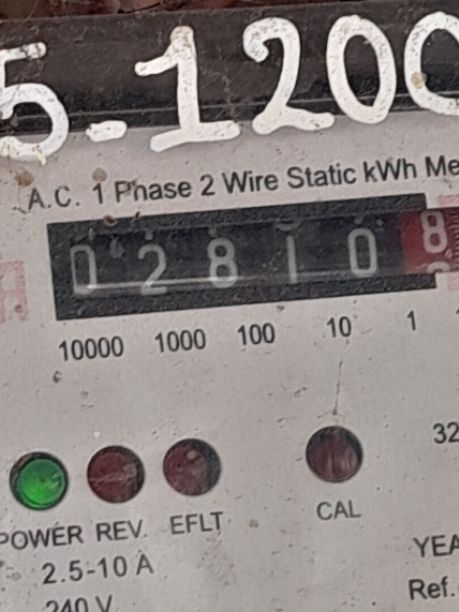 5-1200
A.C. 1 Phase 2 Wire Static kWh Me
028108
10000 1000 100 10 1
32
POWER REV. EFLT CAL
2.5-10 A
240 V
YEA
Ref.